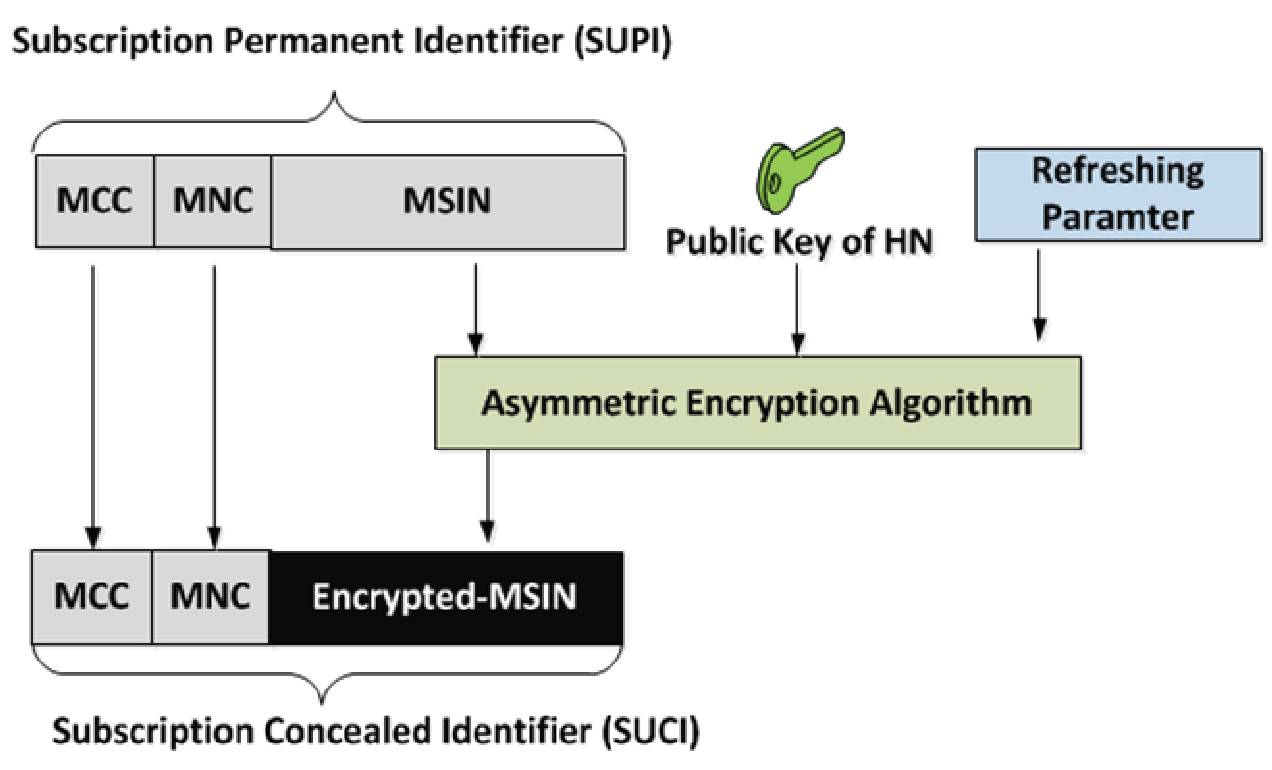 Subscription Permanent Identifier (SUPI)
MCC
MNC
MSIN
Public Key of HN
Refreshing
Paramter
Asymmetric Encryption Algorithm
MCC
MNC
Encrypted-MSIN
Subscription Concealed Identifier (SUCI)